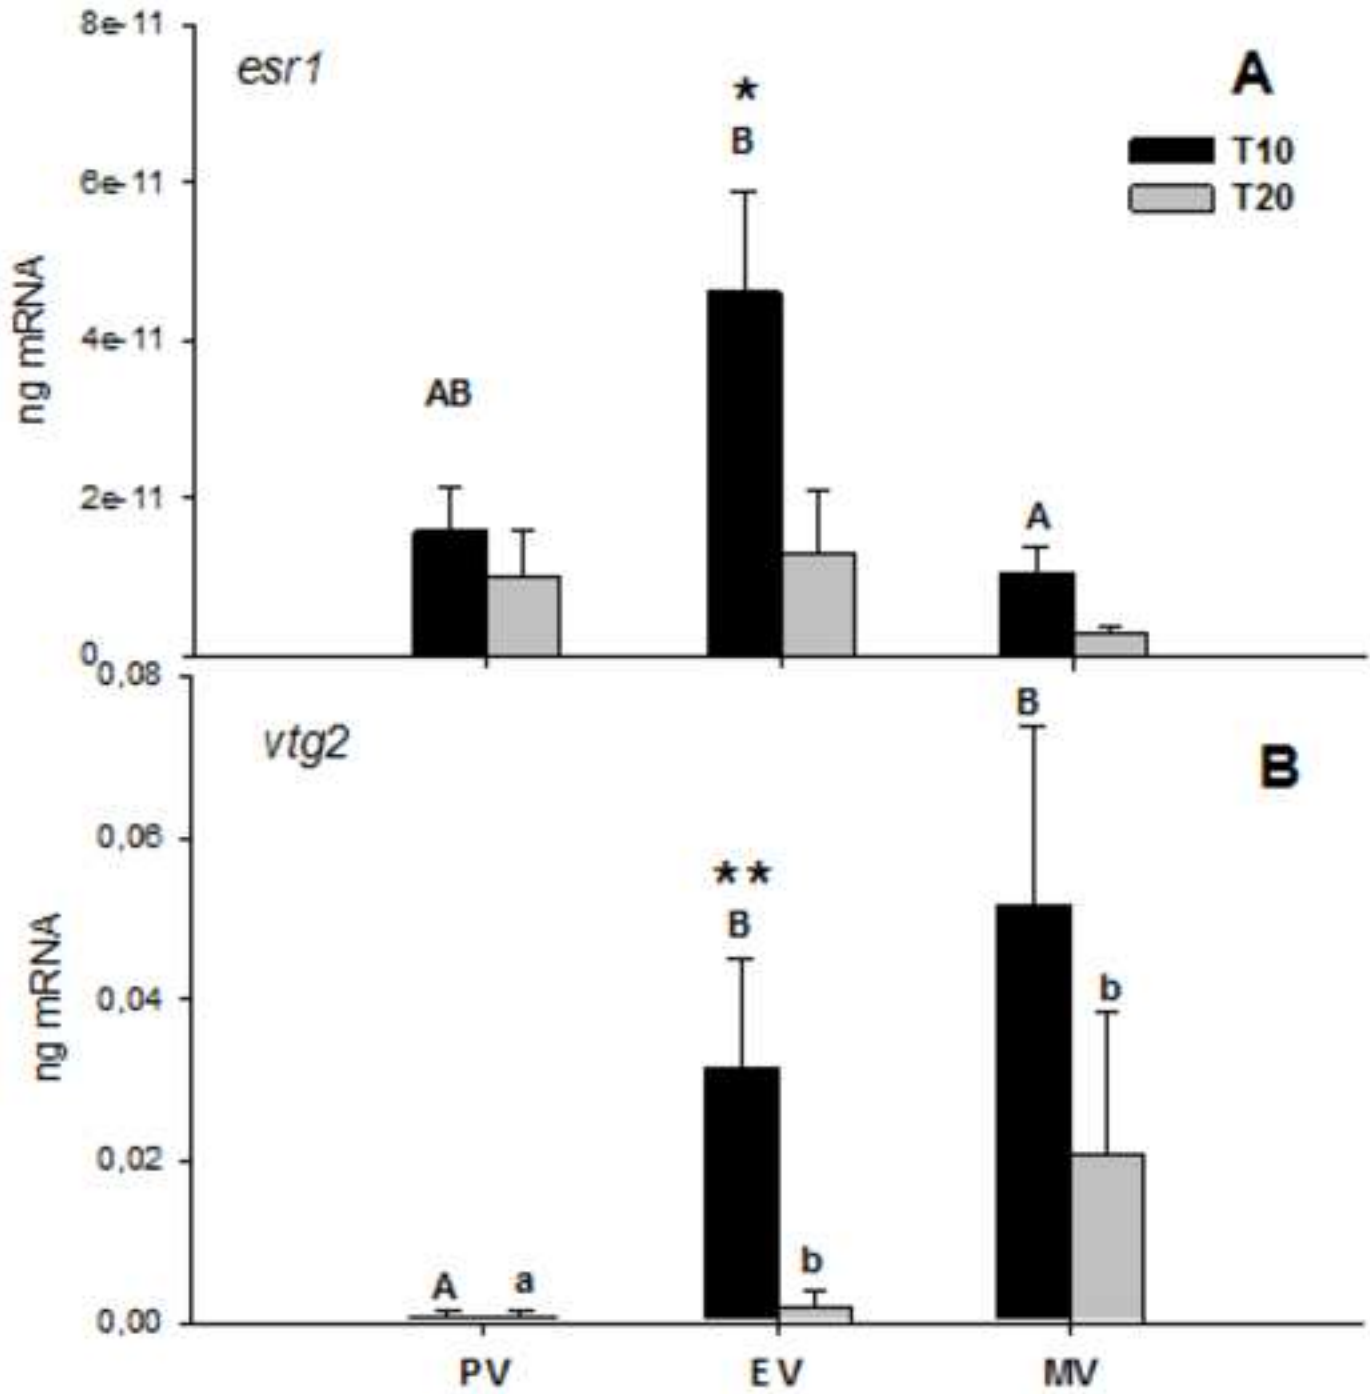 8e-11
esr1
A
*
B
T10
T20
6e-11
ng mRNA
4e-11
AB
2e-11
A
0
0,08
vtg2
B
B
0,06
**
B
ng mRNA
0,04
b
0,02
A
a
b
0,00
PV
EV
MV